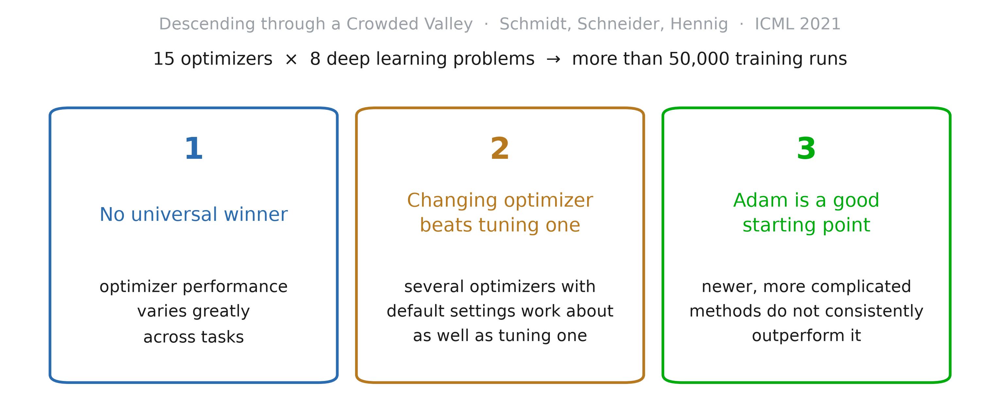 Descending through a Crowded Valley · Schmidt, Schneider, Hennig · ICML 2021
15 optimizers × 8 deep learning problems → more than 50,000 training runs
1
No universal winner
optimizer performance
varies greatly
across tasks
2
Changing optimizer
beats tuning one
several optimizers with
default settings work about
as well as tuning one
3
Adam is a good
starting point
newer, more complicated
methods do not consistently
outperform it